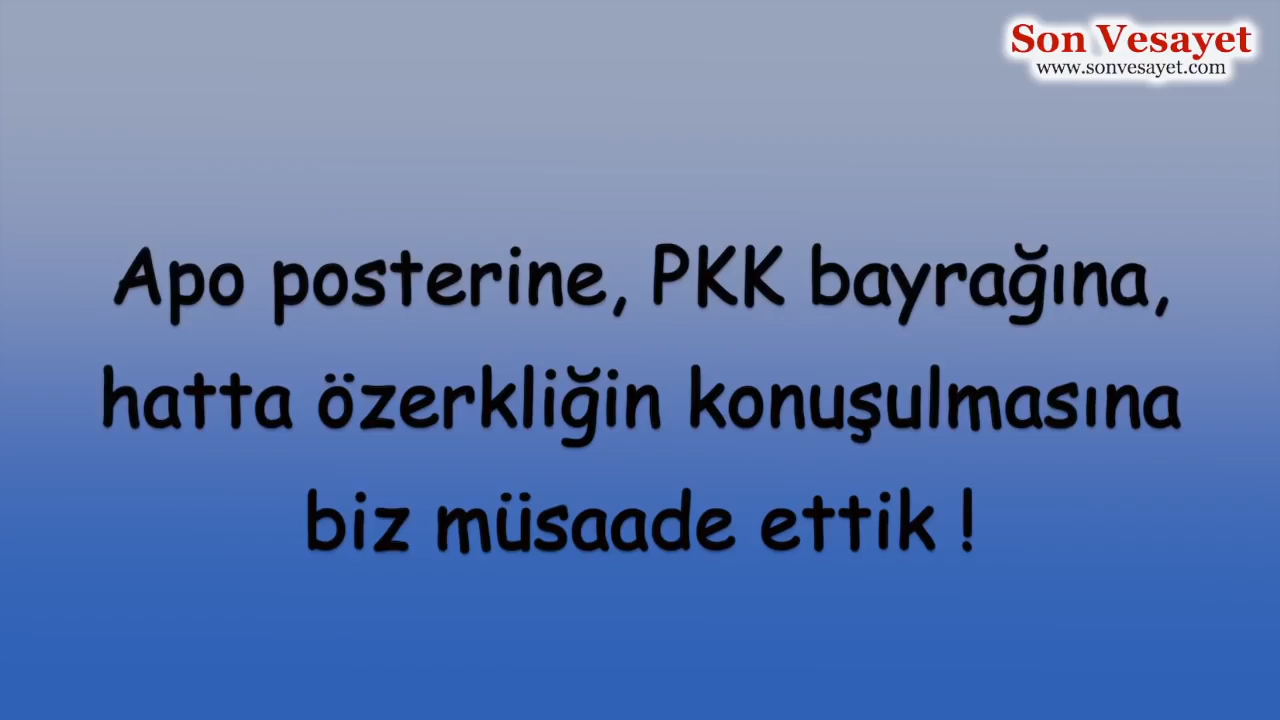 Son Vesayet
www.sonvesayet.com
Apo posterine, PKK bayrağına,
hatta özerkliğin konuşulmasına
biz müsaade ettik !